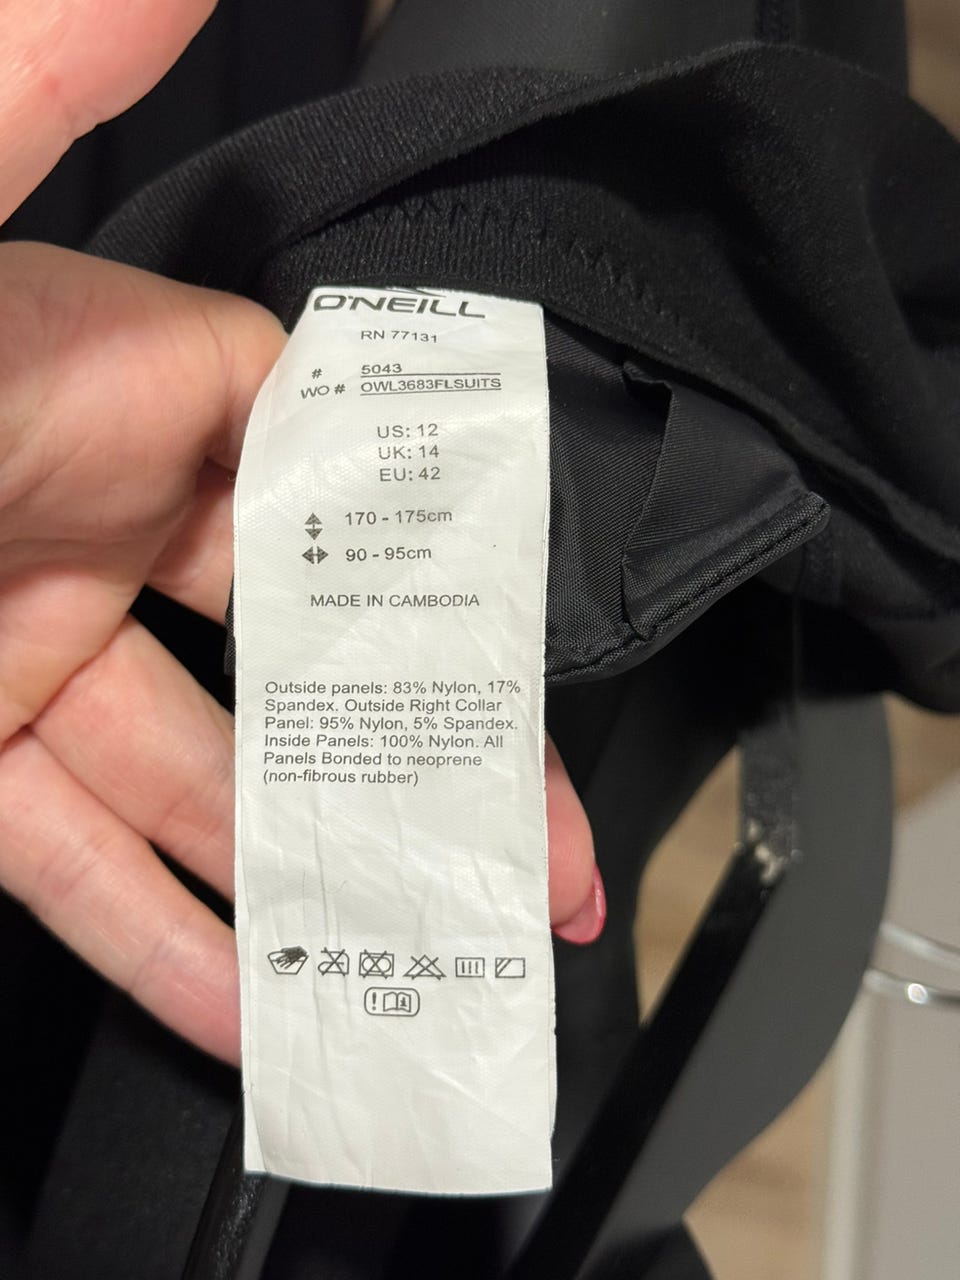 O'NEILL
RN 77131
# 5043
WO # OWL3683FLSUITS
US: 12
UK: 14
EU: 42
170 - 175cm
90 - 95cm
MADE IN CAMBODIA
Outside panels: 83% Nylon, 17%
Spandex. Outside Right Collar
Panel: 95% Nylon, 5% Spandex.
Inside Panels: 100% Nylon. All
Panels Bonded to neoprene
(non-fibrous rubber)